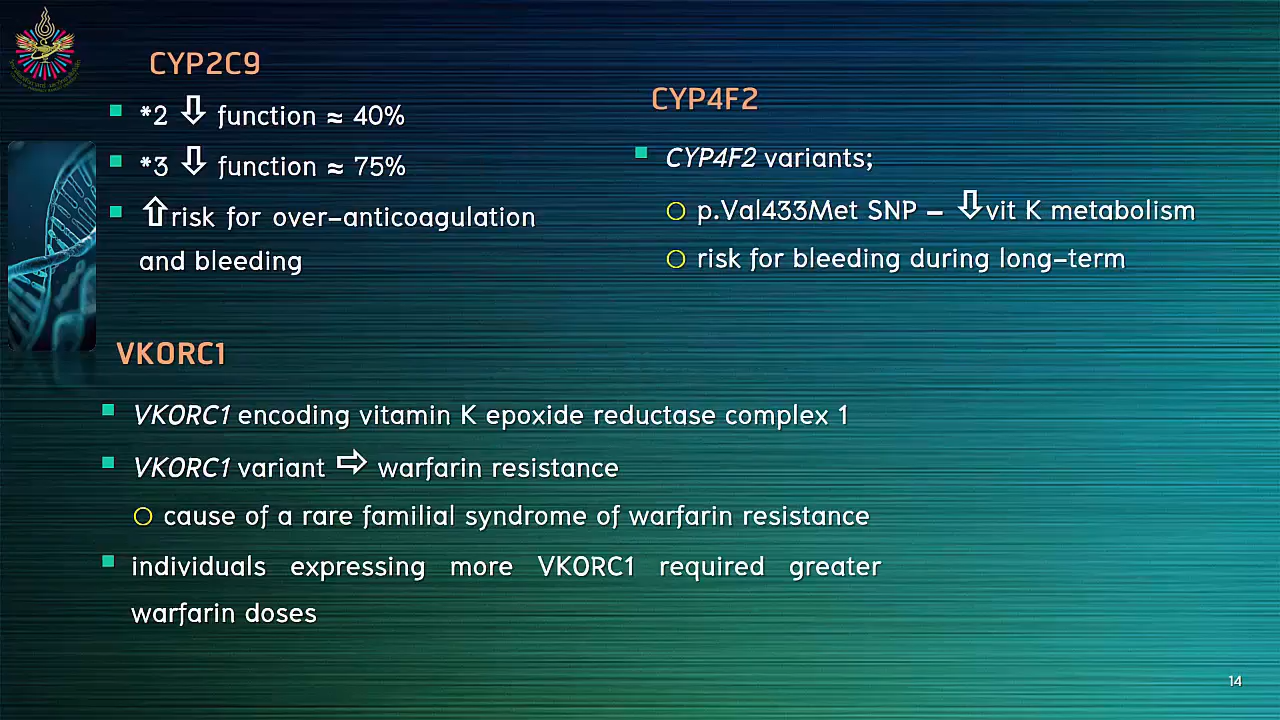 CYP2C9
*2 ⇩ function ≈ 40%
*3 ⇩ function ≈ 75%
⇧risk for over-anticoagulation
and bleeding
CYP4F2
CYP4F2 variants;
p.Val433Met SNP – ⇩vit K metabolism
risk for bleeding during long-term
VKORC1
VKORC1 encoding vitamin K epoxide reductase complex 1
VKORC1 variant ⇨ warfarin resistance
cause of a rare familial syndrome of warfarin resistance
individuals expressing more VKORC1 required greater
warfarin doses
14